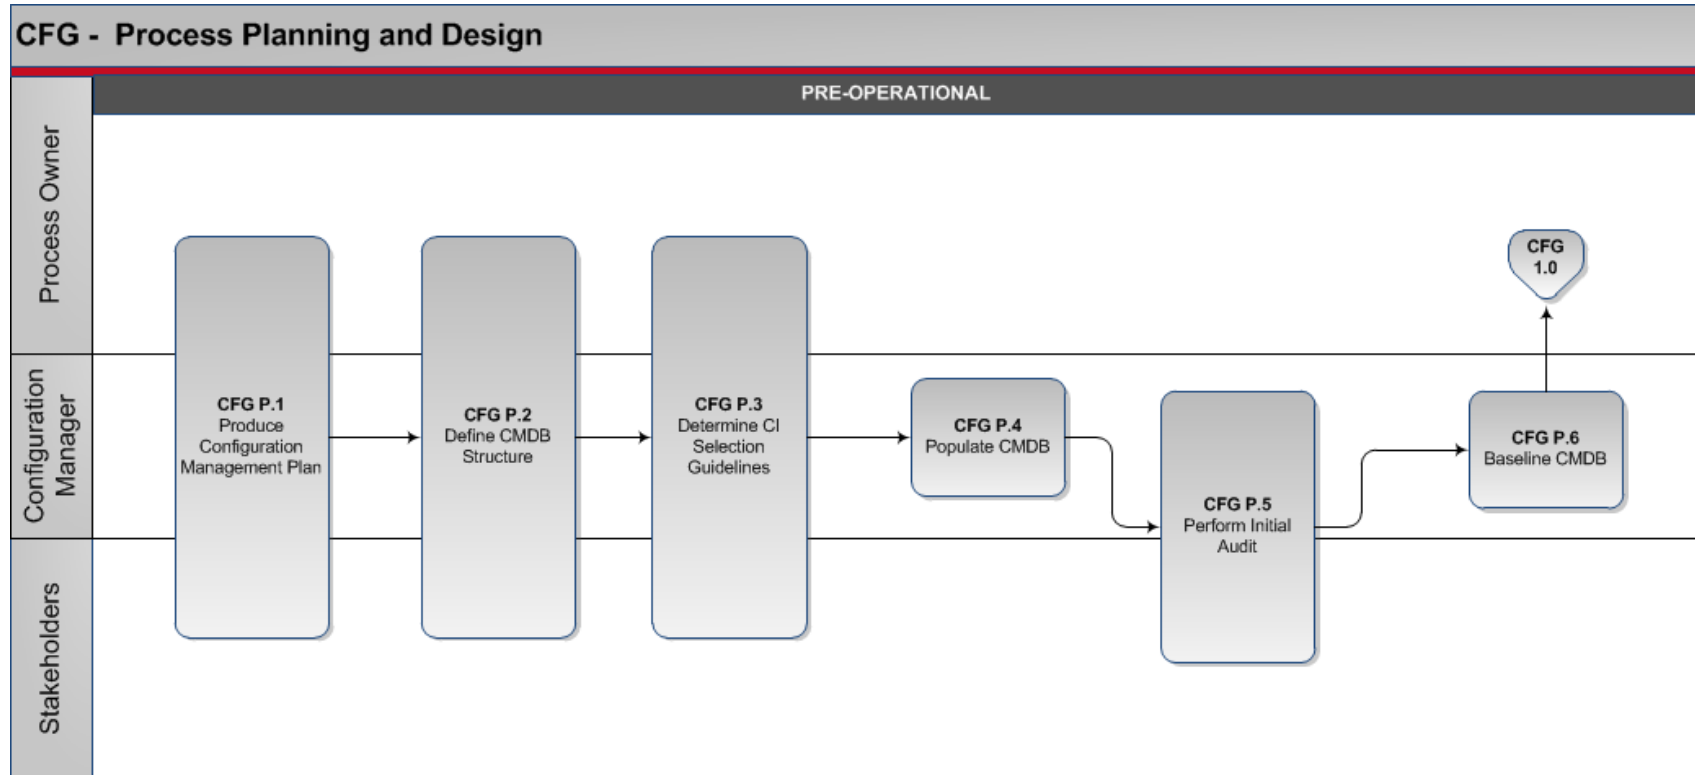 CFG -  Process Planning and Design
PRE-OPERATIONAL
Process Owner
Configuration
Manager
Stakeholders
CFG P.1
Produce
Configuration
Management Plan
CFG P.2
Define CMDB
Structure
CFG P.3
Determine CI
Selection
Guidelines
CFG P.4
Populate CMDB
CFG P.5
Perform Initial
Audit
CFG P.6
Baseline CMDB
CFG
1.0